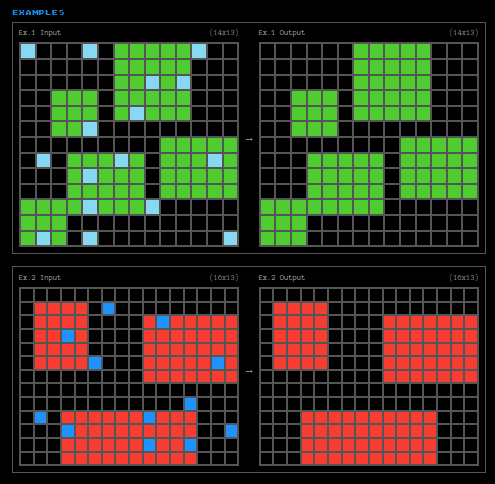 EXAMPLES
Ex.1 Input (14x13)
Ex.1 Output (14x13)
→
Ex.2 Input (16x13)
Ex.2 Output (16x13)
→